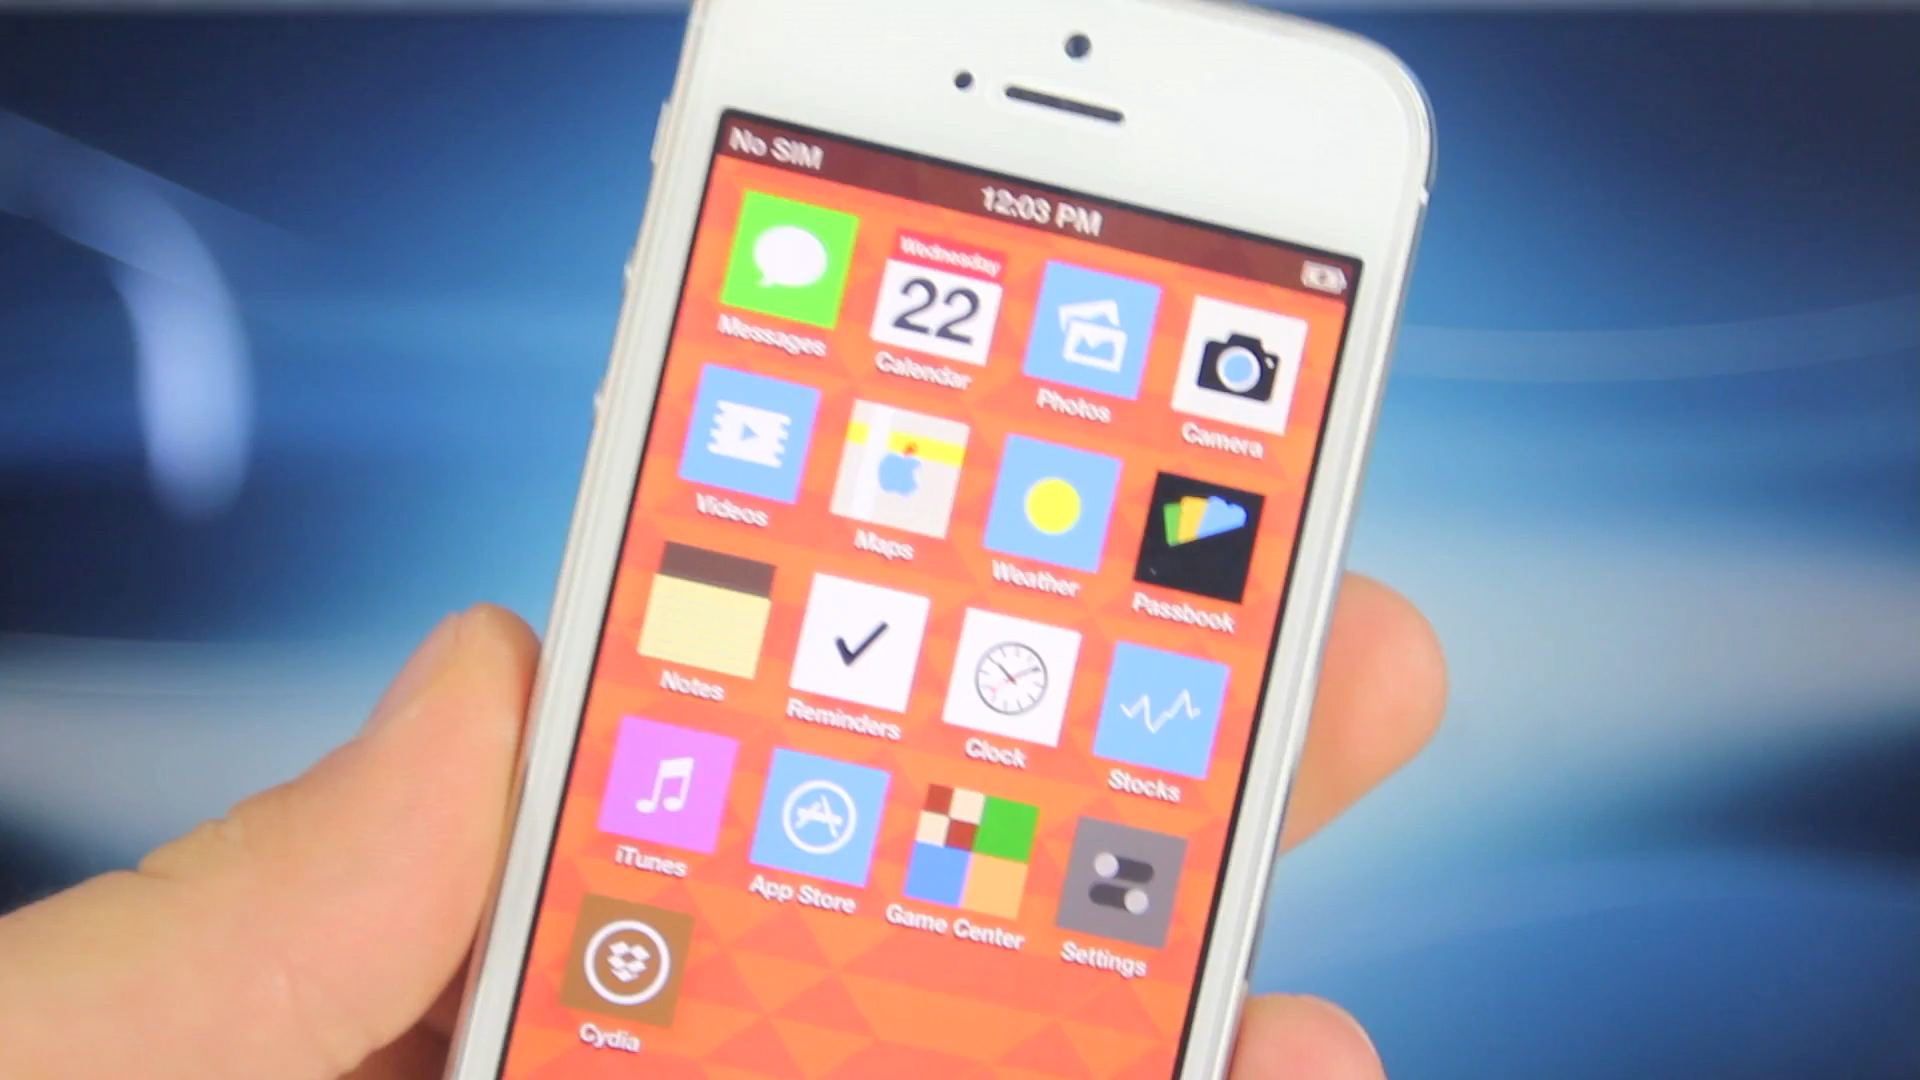 No SIM
12:03 PM
Wednesday
22
Messages
Calendar
Photos
Camera
Videos
Maps
Weather
Passbook
Notes
Reminders
Clock
Stocks
iTunes
App Store
Game Center
Settings
Cydia